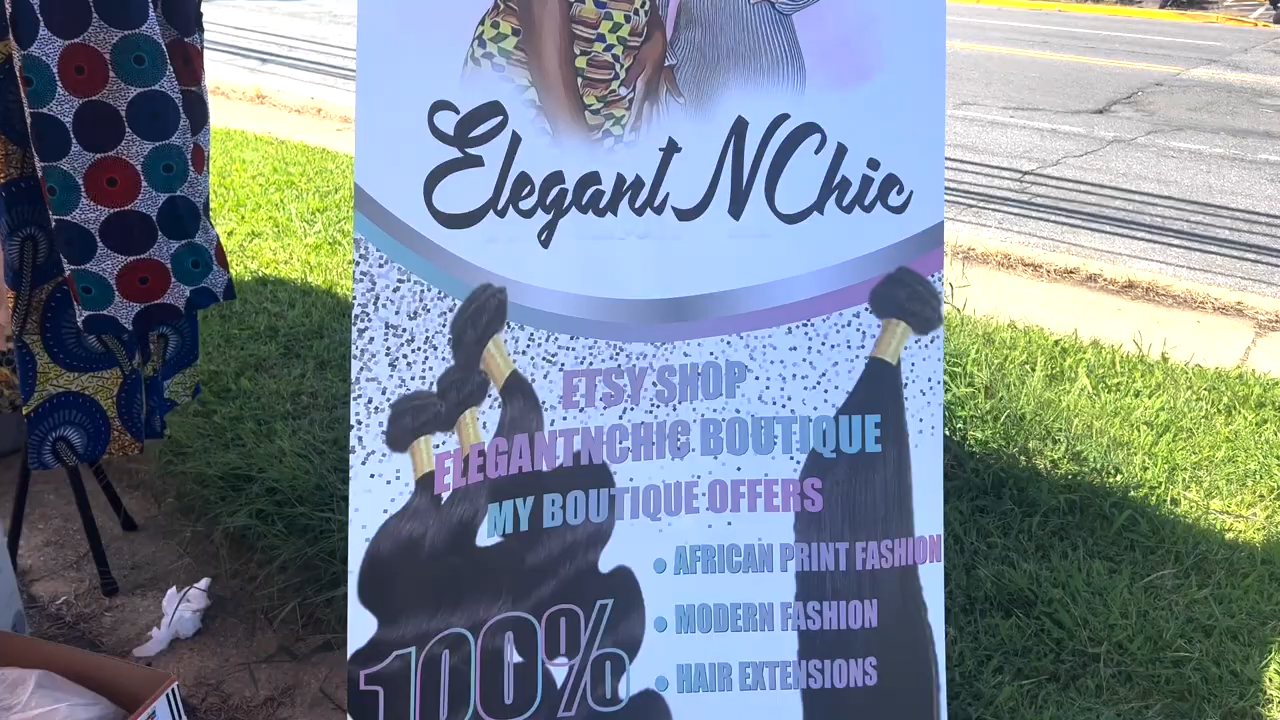 Elegant N Chic
ETSY SHOP
ELEGANTNCHIC BOUTIQUE
MY BOUTIQUE OFFERS
• AFRICAN PRINT FASHION
• MODERN FASHION
• HAIR EXTENSIONS
100%